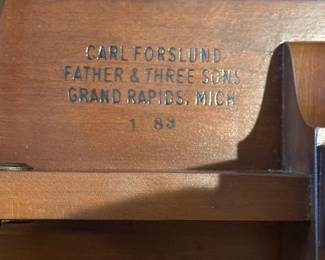 CARL FORSLUND
FATHER & THREE SONS
GRAND RAPIDS, MICH
1 83